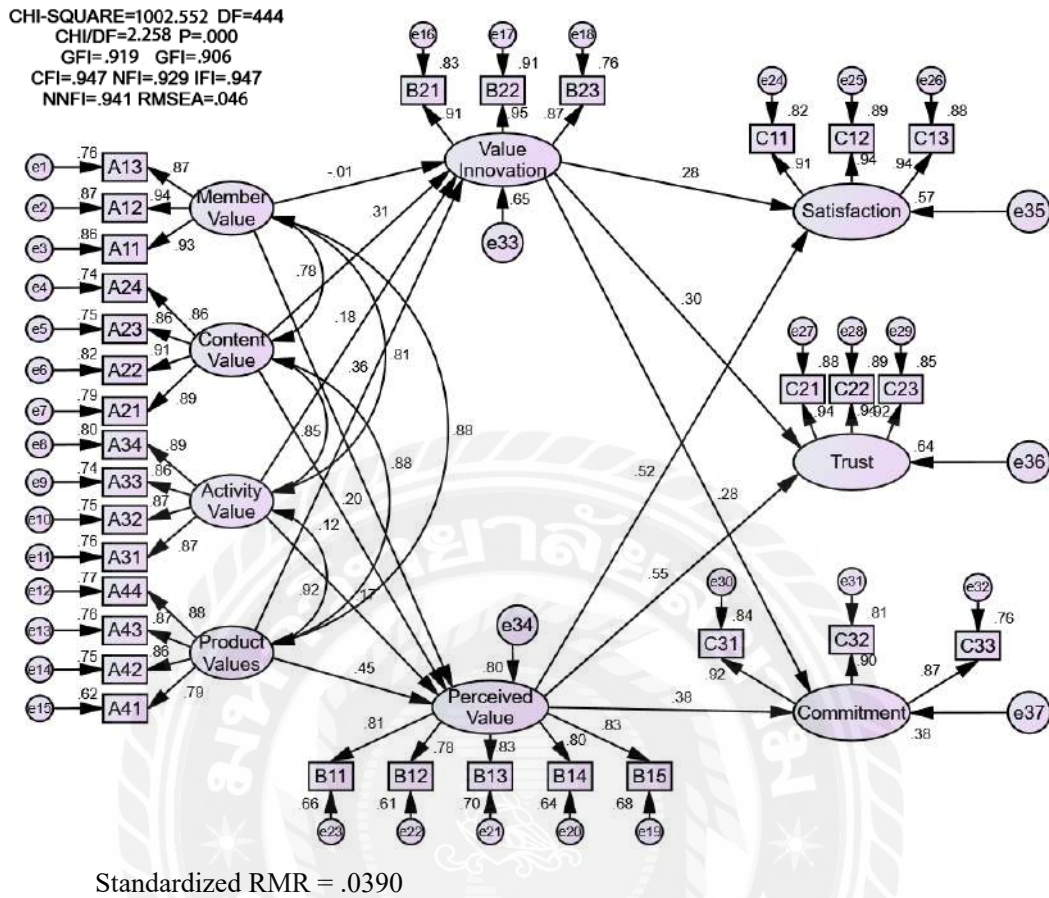 CHI-SQUARE=1002.552 DF=444
CHI/DF=2.258 P=.000
GFI=.919 GFI=.906
CFI=.947 NFI=.929 IFI=.947
NNFI=.941 RMSEA=.046
e16 e17 e18
.83 .91 .76
B21 B22 B23
.91 .95 .87
Value
Innovation
.65
e33
e24 e25 e26
.82 .89 .88
C11 C12 C13
.91 .94 .94
Satisfaction
.57
e35
e1 .76 A13 .87
e2 .87 A12 .94
e3 .86 A11 .93
Member
Value
e4 .74 A24 .86
e5 .75 A23 .86
e6 .82 A22 .91
e7 .79 A21 .89
Content
Value
e8 .80 A34 .89
e9 .74 A33 .86
e10 .75 A32 .87
e11 .76 A31 .87
Activity
Value
e12 .77 A44 .88
e13 .76 A43 .87
e14 .75 A42 .86
e15 .62 A41 .79
Product
Values
-.01
.31
.18
.36
.78
.81
.88
.85
.88
.20
.12
.92
.17
.45
.28
.30
.28
.52
.55
.38
e27 e28 e29
.88 .89 .85
C21 C22 C23
.94 .94 .92
Trust
.64
e36
e30 e31 e32
.84 .81 .76
C31 C32 C33
.92 .90 .87
Commitment
.38
e37
e34
.80
Perceived
Value
.81 .78 .83 .80 .83
B11 B12 B13 B14 B15
.66 .61 .70 .64 .68
e23 e22 e21 e20 e19
Standardized RMR = .0390